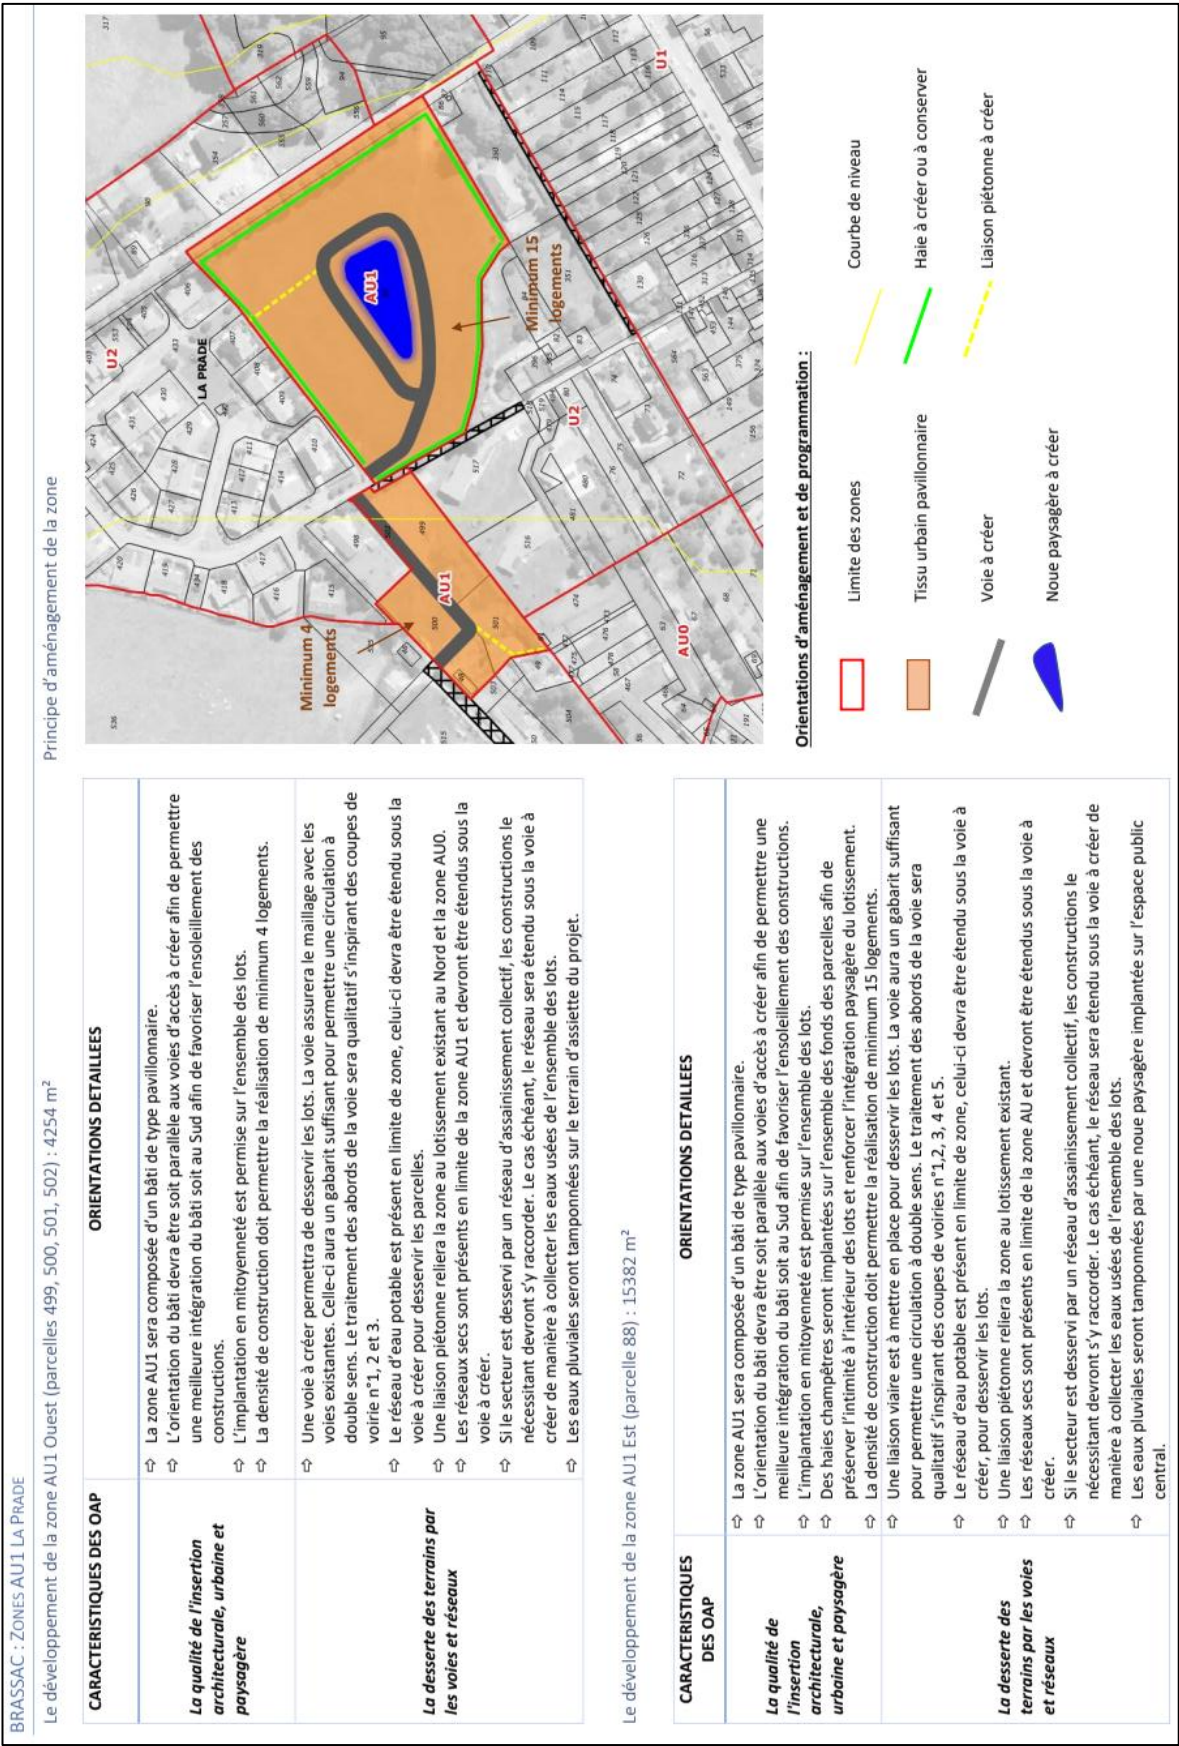 BRASSAC : ZONES AU1 LA PRADE
Le développement de la zone AU1 Ouest (parcelles 499, 500, 501, 502) : 4254 m²
CARACTERISTIQUES DES OAP
ORIENTATIONS DETAILLEES
La qualité de l'insertion
architecturale, urbaine et
paysagère
⇨ La zone AU1 sera composée d'un bâti de type pavillonnaire.
⇨ L'orientation du bâti devra être soit parallèle aux voies d'accès à créer afin de permettre
une meilleure intégration du bâti soit au Sud afin de favoriser l'ensoleillement des
constructions.
⇨ L'implantation en mitoyenneté est permise sur l'ensemble des lots.
⇨ La densité de construction doit permettre la réalisation de minimum 4 logements.
La desserte des terrains par
les voies et réseaux
⇨ Une voie à créer permettra de desservir les lots. La voie assurera le maillage avec les
voies existantes. Celle-ci aura un gabarit suffisant pour permettre une circulation à
double sens. Le traitement des abords de la voie sera qualitatif s'inspirant des coupes de
voirie n°1, 2 et 3.
⇨ Le réseau d'eau potable est présent en limite de zone, celui-ci devra être étendu sous la
voie à créer pour desservir les parcelles.
⇨ Une liaison piétonne reliera la zone au lotissement existant au Nord et la zone AU0.
⇨ Les réseaux secs sont présents en limite de la zone AU1 et devront être étendus sous la
voie à créer.
⇨ Si le secteur est desservi par un réseau d'assainissement collectif, les constructions le
nécessitant devront s'y raccorder. Le cas échéant, le réseau sera étendu sous la voie à
créer de manière à collecter les eaux usées de l'ensemble des lots.
⇨ Les eaux pluviales seront tamponnées sur le terrain d'assiette du projet.
Le développement de la zone AU1 Est (parcelle 88) : 15382 m²
CARACTERISTIQUES
DES OAP
ORIENTATIONS DETAILLEES
La qualité de
l'insertion
architecturale,
urbaine et paysagère
⇨ La zone AU1 sera composée d'un bâti de type pavillonnaire.
⇨ L'orientation du bâti devra être soit parallèle aux voies d'accès à créer afin de permettre une
meilleure intégration du bâti soit au Sud afin de favoriser l'ensoleillement des constructions.
⇨ L'implantation en mitoyenneté est permise sur l'ensemble des lots.
⇨ Des haies champêtres seront implantées sur l'ensemble des fonds des parcelles afin de
préserver l'intimité à l'intérieur des lots et renforcer l'intégration paysagère du lotissement.
⇨ La densité de construction doit permettre la réalisation de minimum 15 logements.
La desserte des
terrains par les voies
et réseaux
⇨ Une liaison viaire est à mettre en place pour desservir les lots. La voie aura un gabarit suffisant
pour permettre une circulation à double sens. Le traitement des abords de la voie sera
qualitatif s'inspirant des coupes de voiries n°1,2, 3, 4 et 5.
⇨ Le réseau d'eau potable est présent en limite de zone, celui-ci devra être étendu sous la voie à
créer, pour desservir les lots.
⇨ Une liaison piétonne reliera la zone au lotissement existant.
⇨ Les réseaux secs sont présents en limite de la zone AU et devront être étendus sous la voie à
créer.
⇨ Si le secteur est desservi par un réseau d'assainissement collectif, les constructions le
nécessitant devront s'y raccorder. Le cas échéant, le réseau sera étendu sous la voie à créer de
manière à collecter les eaux usées de l'ensemble des lots.
⇨ Les eaux pluviales seront tamponnées par une noue paysagère implantée sur l'espace public
central.
Principe d'aménagement de la zone
U2
LA PRADE
AU1
Minimum 15
logements
Minimum 4
logements
AU1
U2
AU0
U1
536
498
499
500
501
517
516
Orientations d'aménagement et de programmation :
Limite des zones
Courbe de niveau
Tissu urbain pavillonnaire
Haie à créer ou à conserver
Voie à créer
Liaison piétonne à créer
Noue paysagère à créer